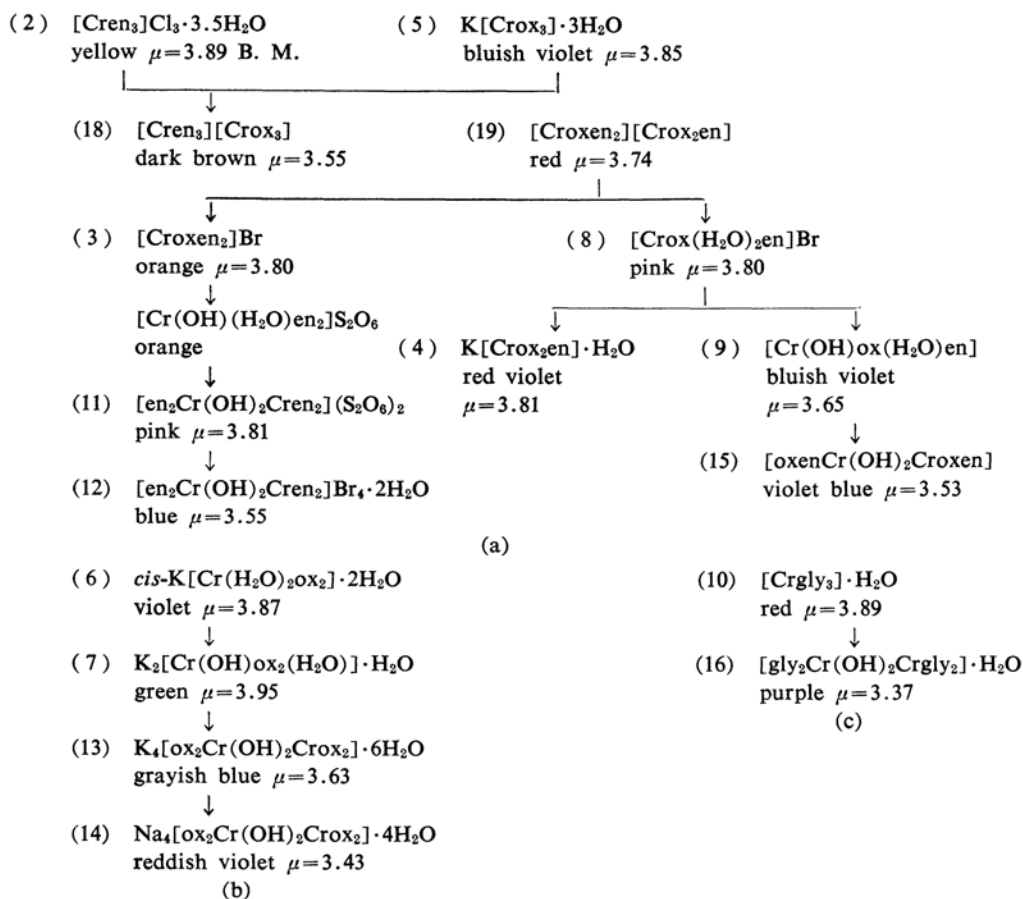 (2) [Cren₃]Cl₃·3.5H₂O
yellow μ=3.89 B. M.
(5) K[Crox₃]·3H₂O
bluish violet μ=3.85
(18) [Cren₃][Crox₃]
dark brown μ=3.55
(19) [Croxen₂][Crox₂en]
red μ=3.74
(3) [Croxen₂]Br
orange μ=3.80
(8) [Crox(H₂O)₂en]Br
pink μ=3.80
[Cr(OH)(H₂O)en₂]S₂O₆
orange
(4) K[Crox₂en]·H₂O
red violet
μ=3.81
(9) [Cr(OH)ox(H₂O)en]
bluish violet
μ=3.65
(11) [en₂Cr(OH)₂Cren₂](S₂O₆)₂
pink μ=3.81
(15) [oxenCr(OH)₂Croxen]
violet blue μ=3.53
(12) [en₂Cr(OH)₂Cren₂]Br₄·2H₂O
blue μ=3.55
(a)
(6) cis-K[Cr(H₂O)₂ox₂]·2H₂O
violet μ=3.87
(7) K₂[Cr(OH)ox₂(H₂O)]·H₂O
green μ=3.95
(13) K₄[ox₂Cr(OH)₂Crox₂]·6H₂O
grayish blue μ=3.63
(14) Na₄[ox₂Cr(OH)₂Crox₂]·4H₂O
reddish violet μ=3.43
(b)
(10) [Crgly₃]·H₂O
red μ=3.89
(16) [gly₂Cr(OH)₂Crgly₂]·H₂O
purple μ=3.37
(c)